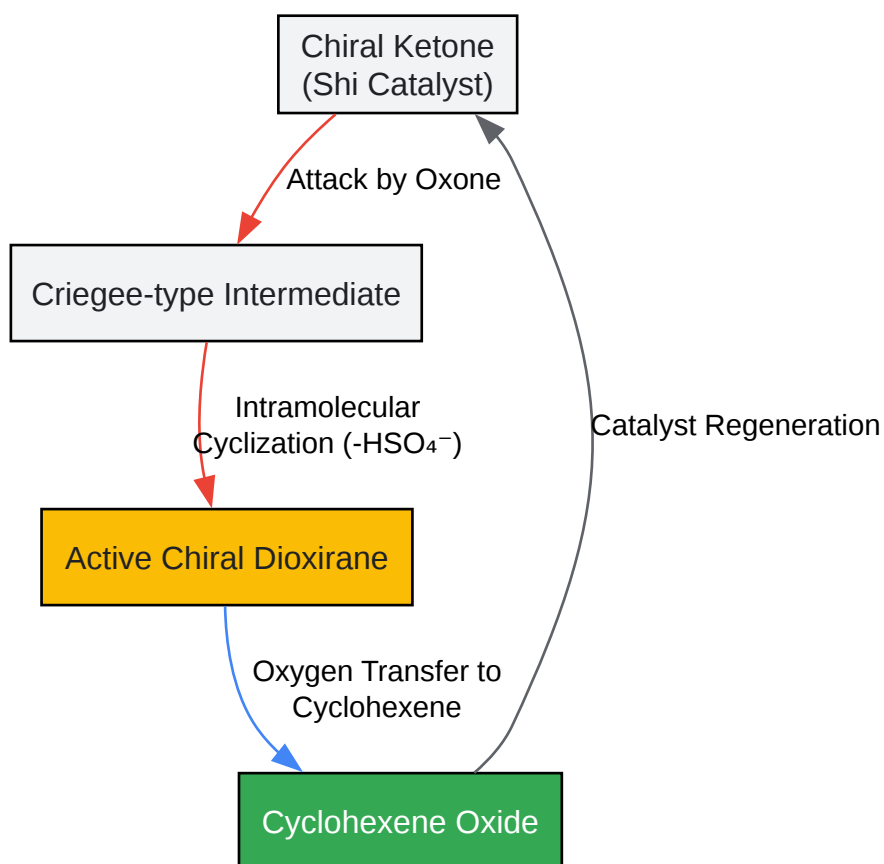 Chiral Ketone
(Shi Catalyst)
Attack by Oxone
Criegee-type Intermediate
Intramolecular
Cyclization (-HSO₄⁻)
Catalyst Regeneration
Active Chiral Dioxirane
Oxygen Transfer to
Cyclohexene
Cyclohexene Oxide